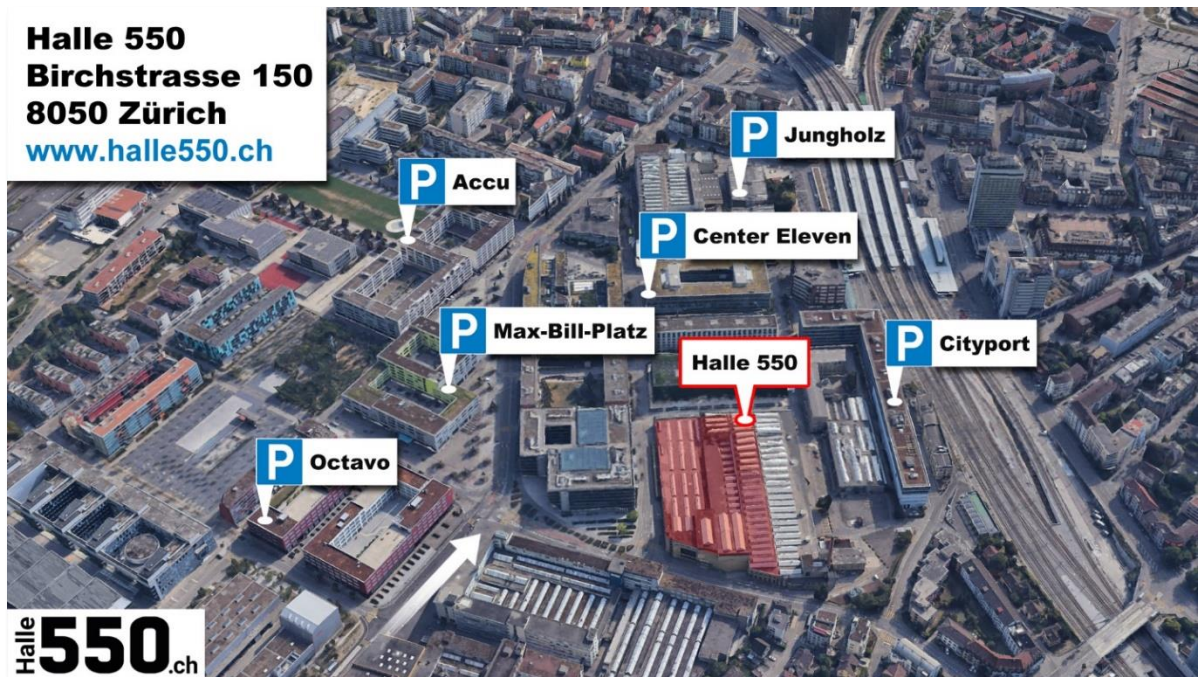 Halle 550
Birchstrasse 150
8050 Zürich
www.halle550.ch
P Jungholz
P Accu
P Center Eleven
P Max-Bill-Platz
P Cityport
Halle 550
P Octavo
Halle 550.ch